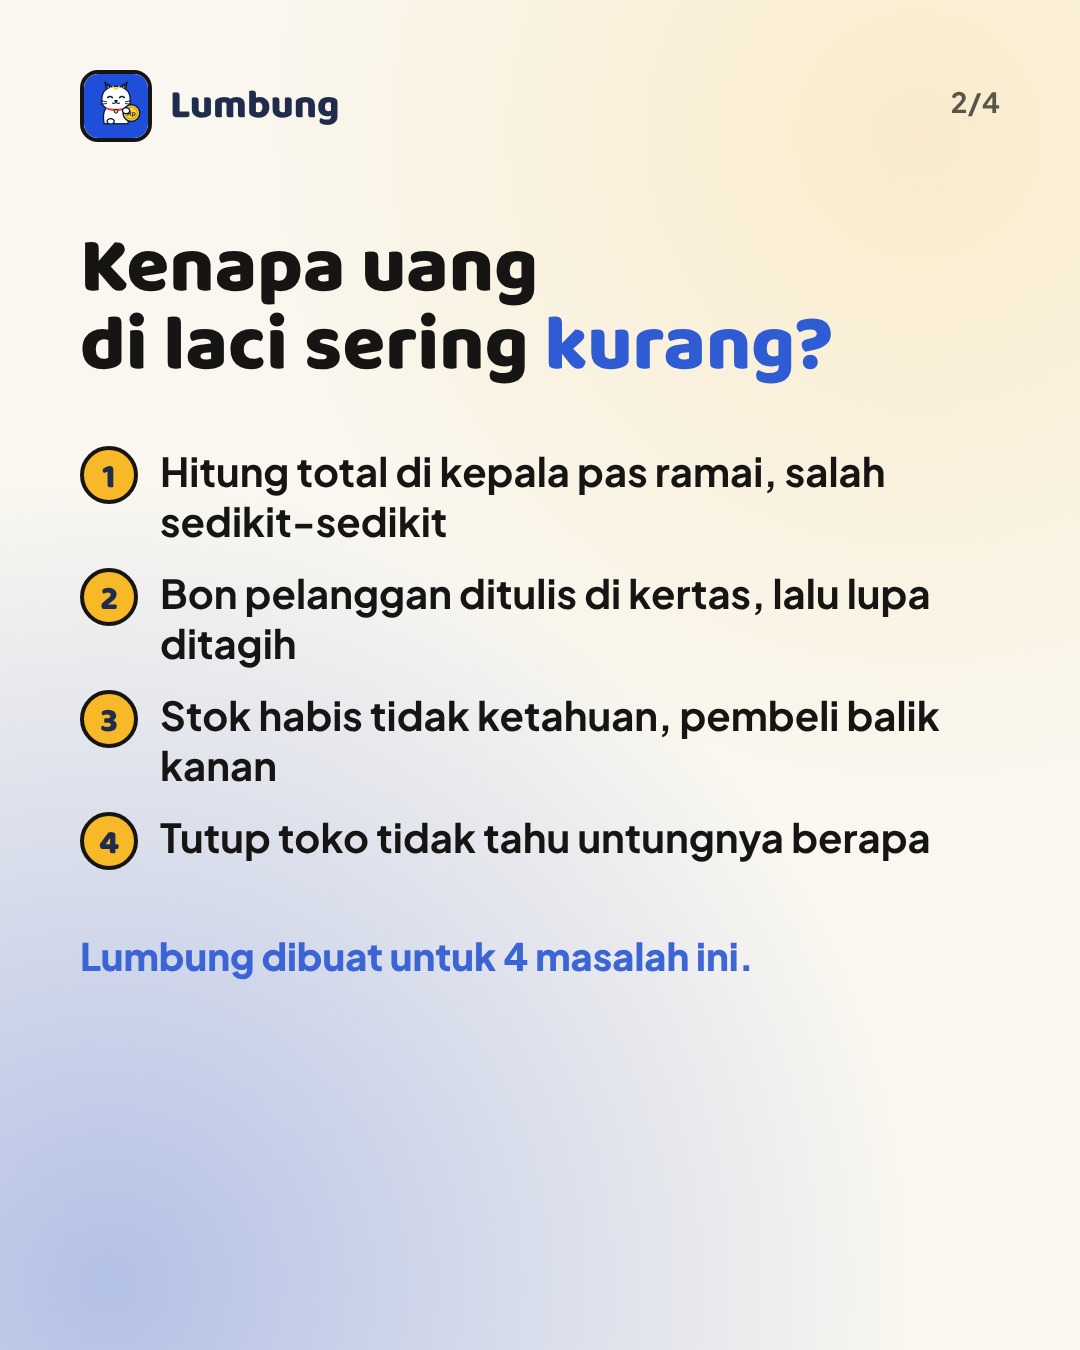 Lumbung
2/4
Kenapa uang
di laci sering kurang?
1 Hitung total di kepala pas ramai, salah
sedikit-sedikit
2 Bon pelanggan ditulis di kertas, lalu lupa
ditagih
3 Stok habis tidak ketahuan, pembeli balik
kanan
4 Tutup toko tidak tahu untungnya berapa
Lumbung dibuat untuk 4 masalah ini.